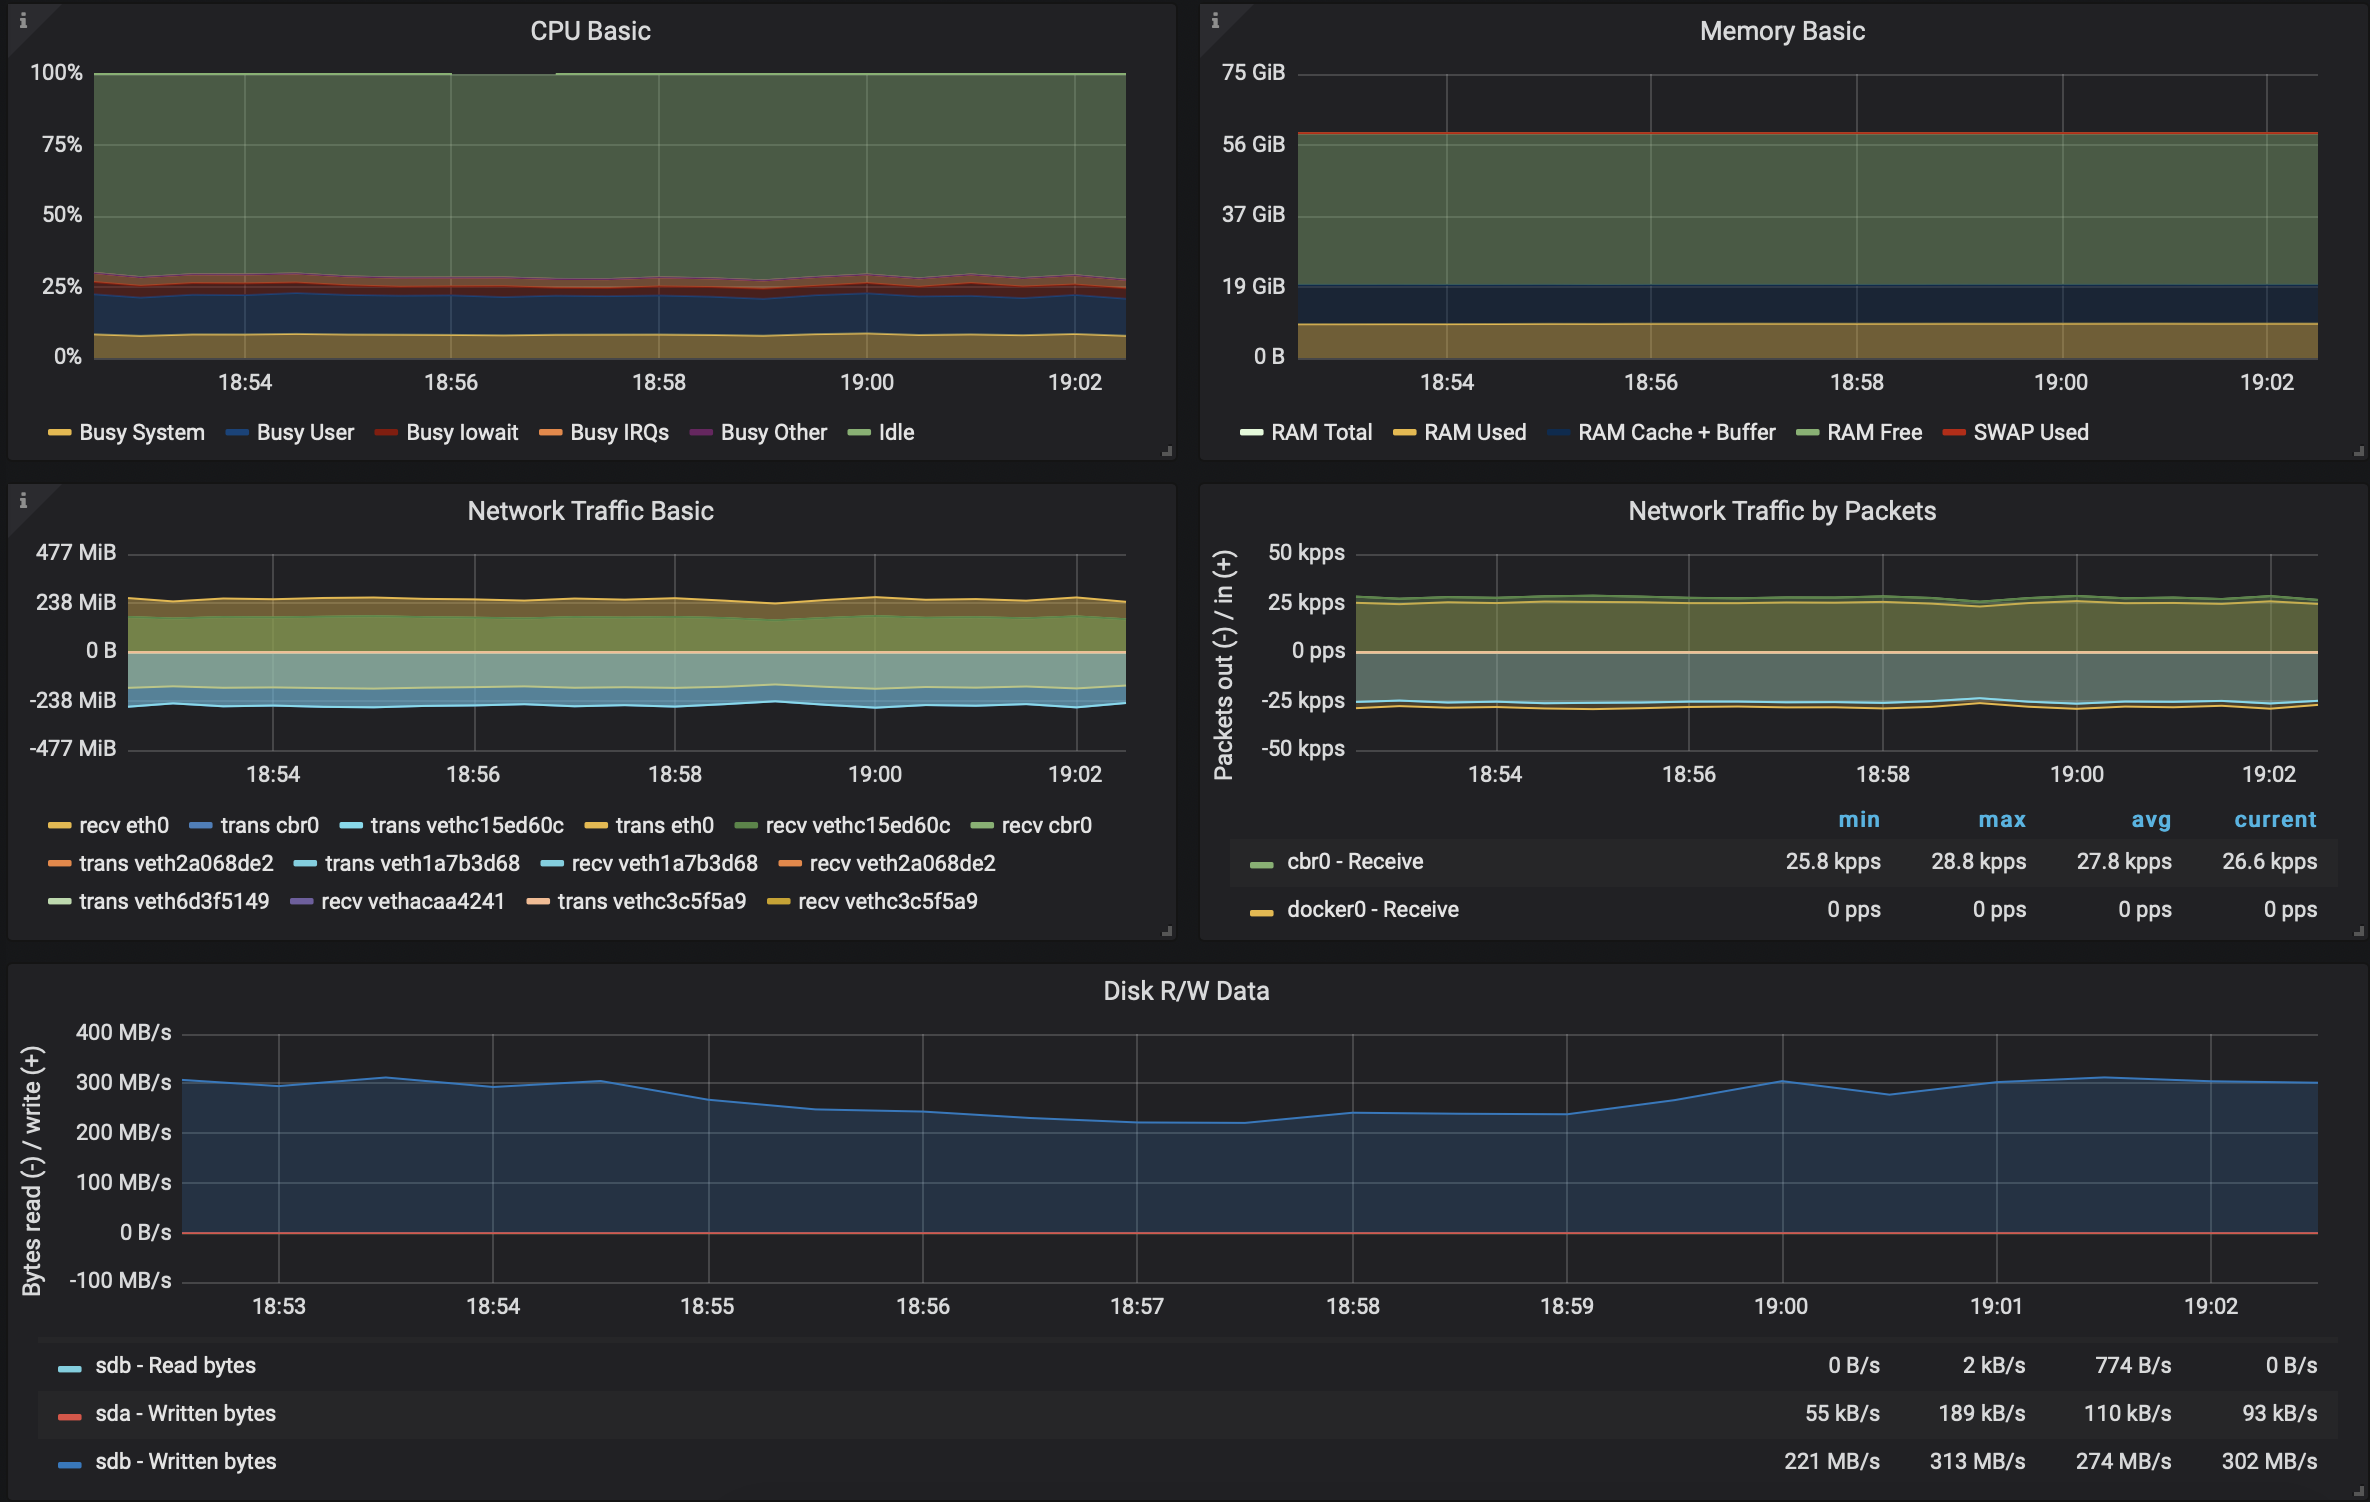 CPU Basic
100%
75%
50%
25%
0%
18:54 18:56 18:58 19:00 19:02
Busy System Busy User Busy Iowait Busy IRQs Busy Other Idle
Memory Basic
75 GiB
56 GiB
37 GiB
19 GiB
0 B
18:54 18:56 18:58 19:00 19:02
RAM Total RAM Used RAM Cache + Buffer RAM Free SWAP Used
Network Traffic Basic
477 MiB
238 MiB
0 B
-238 MiB
-477 MiB
18:54 18:56 18:58 19:00 19:02
recv eth0 trans cbr0 trans vethc15ed60c trans eth0 recv vethc15ed60c recv cbr0
trans veth2a068de2 trans veth1a7b3d68 recv veth1a7b3d68 recv veth2a068de2
trans veth6d3f5149 recv vethacaa4241 trans vethc3c5f5a9 recv vethc3c5f5a9
Network Traffic by Packets
Packets out (-) / in (+)
50 kpps
25 kpps
0 pps
-25 kpps
-50 kpps
18:54 18:56 18:58 19:00 19:02
min max avg current
cbr0 - Receive 25.8 kpps 28.8 kpps 27.8 kpps 26.6 kpps
docker0 - Receive 0 pps 0 pps 0 pps 0 pps
Disk R/W Data
Bytes read (-) / write (+)
400 MB/s
300 MB/s
200 MB/s
100 MB/s
0 B/s
-100 MB/s
18:53 18:54 18:55 18:56 18:57 18:58 18:59 19:00 19:01 19:02
sdb - Read bytes 0 B/s 2 kB/s 774 B/s 0 B/s
sda - Written bytes 55 kB/s 189 kB/s 110 kB/s 93 kB/s
sdb - Written bytes 221 MB/s 313 MB/s 274 MB/s 302 MB/s